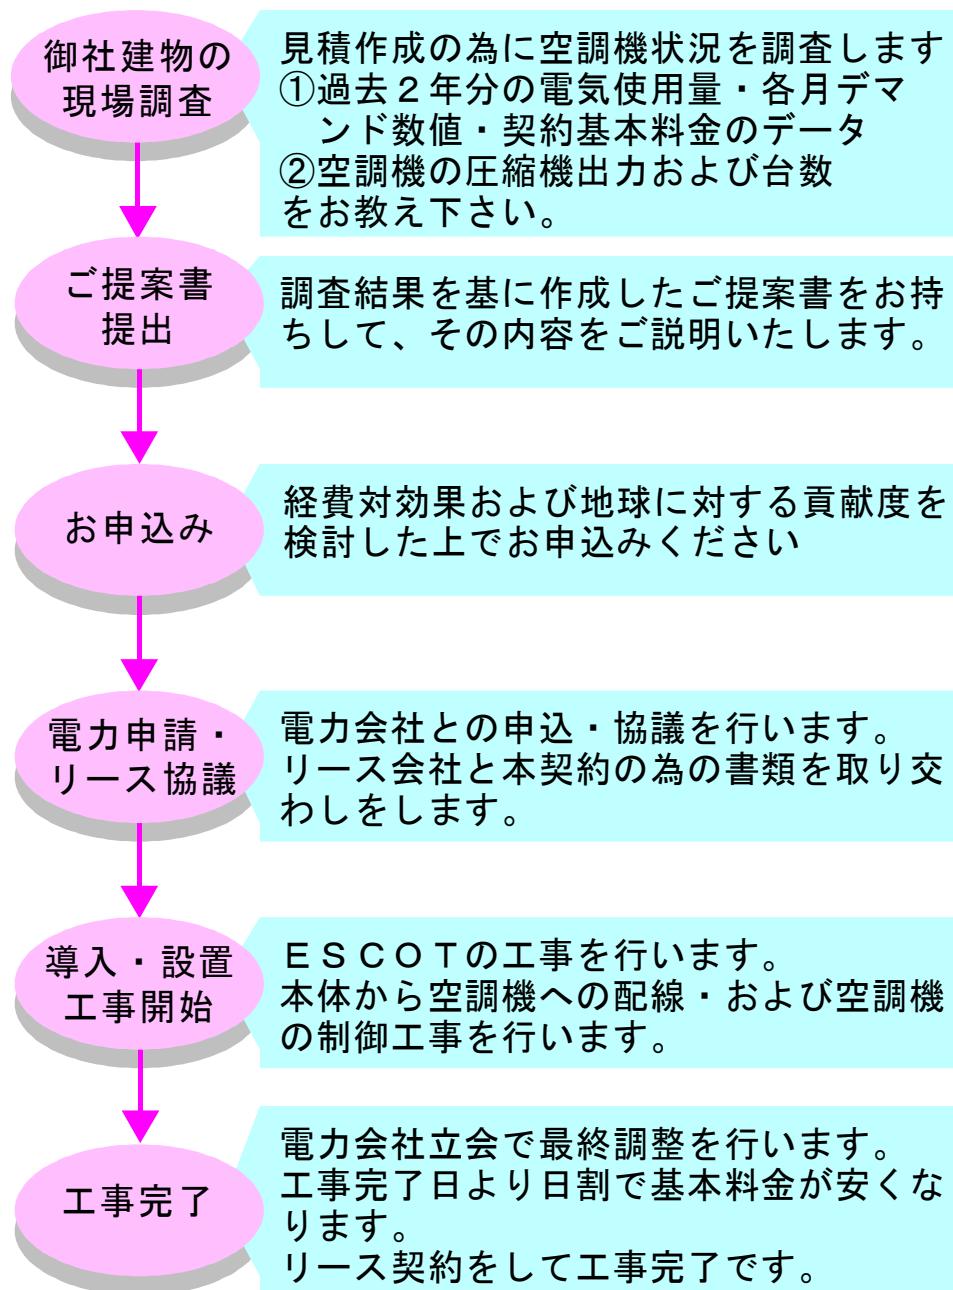 御社建物の
現場調査
見積作成の為に空調機状況を調査します
①過去２年分の電気使用量・各月デマ
ンド数値・契約基本料金のデータ
②空調機の圧縮機出力および台数
をお教え下さい。
ご提案書
提出
調査結果を基に作成したご提案書をお持
ちして、その内容をご説明いたします。
お申込み
経費対効果および地球に対する貢献度を
検討した上でお申込みください
電力申請・
リース協議
電力会社との申込・協議を行います。
リース会社と本契約の為の書類を取り交
わしをします。
導入・設置
工事開始
ＥＳＣＯＴの工事を行います。
本体から空調機への配線・および空調機
の制御工事を行います。
工事完了
電力会社立会で最終調整を行います。
工事完了日より日割で基本料金が安くな
ります。
リース契約をして工事完了です。